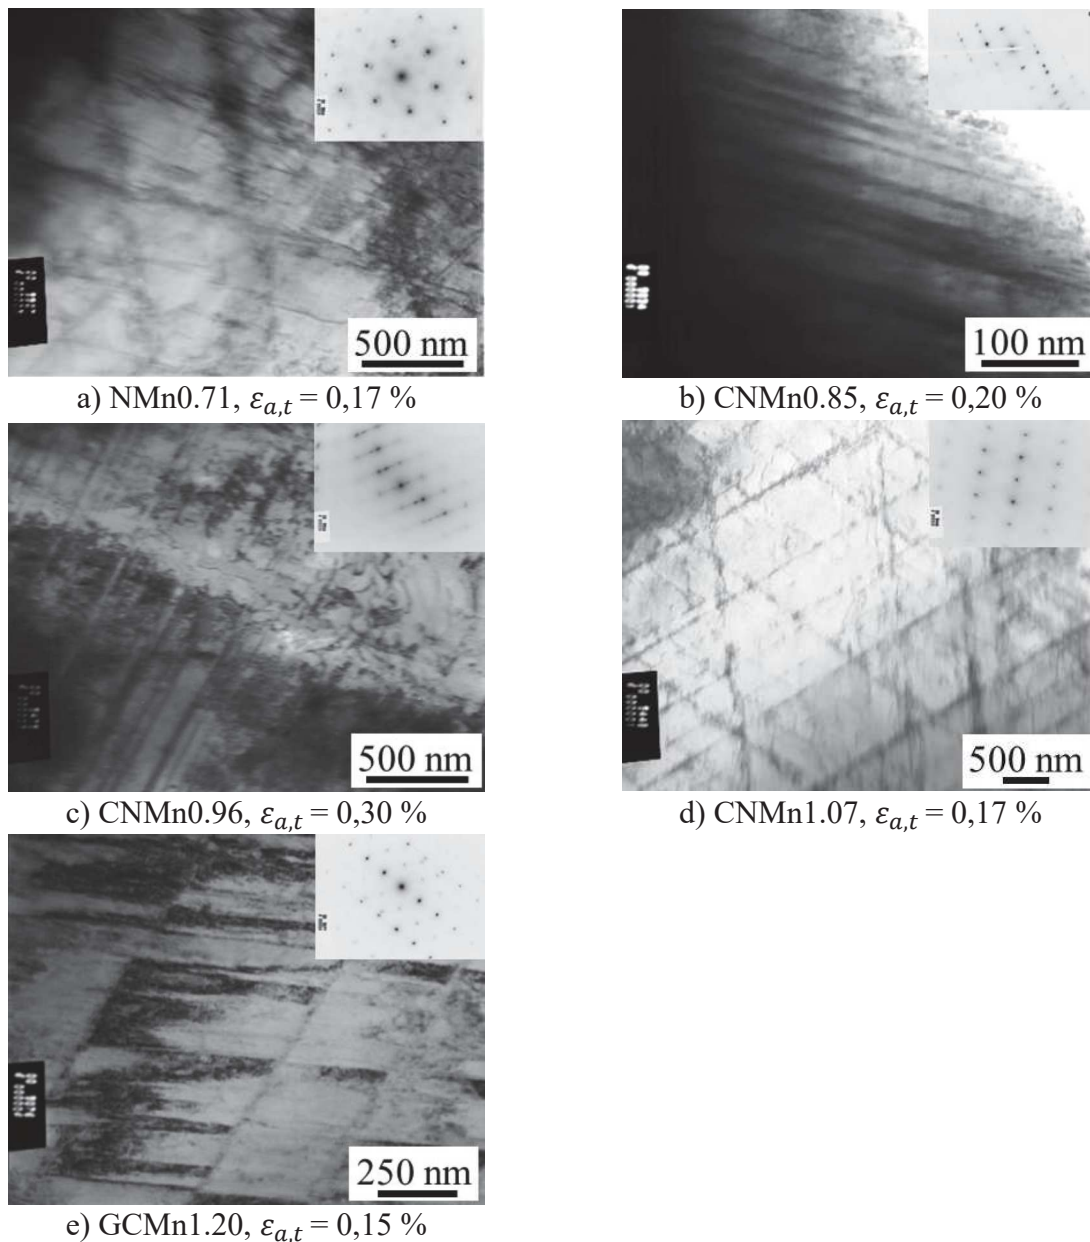 500 nm
100 nm
a) NMn0.71, εa,t = 0,17 %
b) CNMn0.85, εa,t = 0,20 %
500 nm
500 nm
c) CNMn0.96, εa,t = 0,30 %
d) CNMn1.07, εa,t = 0,17 %
250 nm
e) GCMn1.20, εa,t = 0,15 %